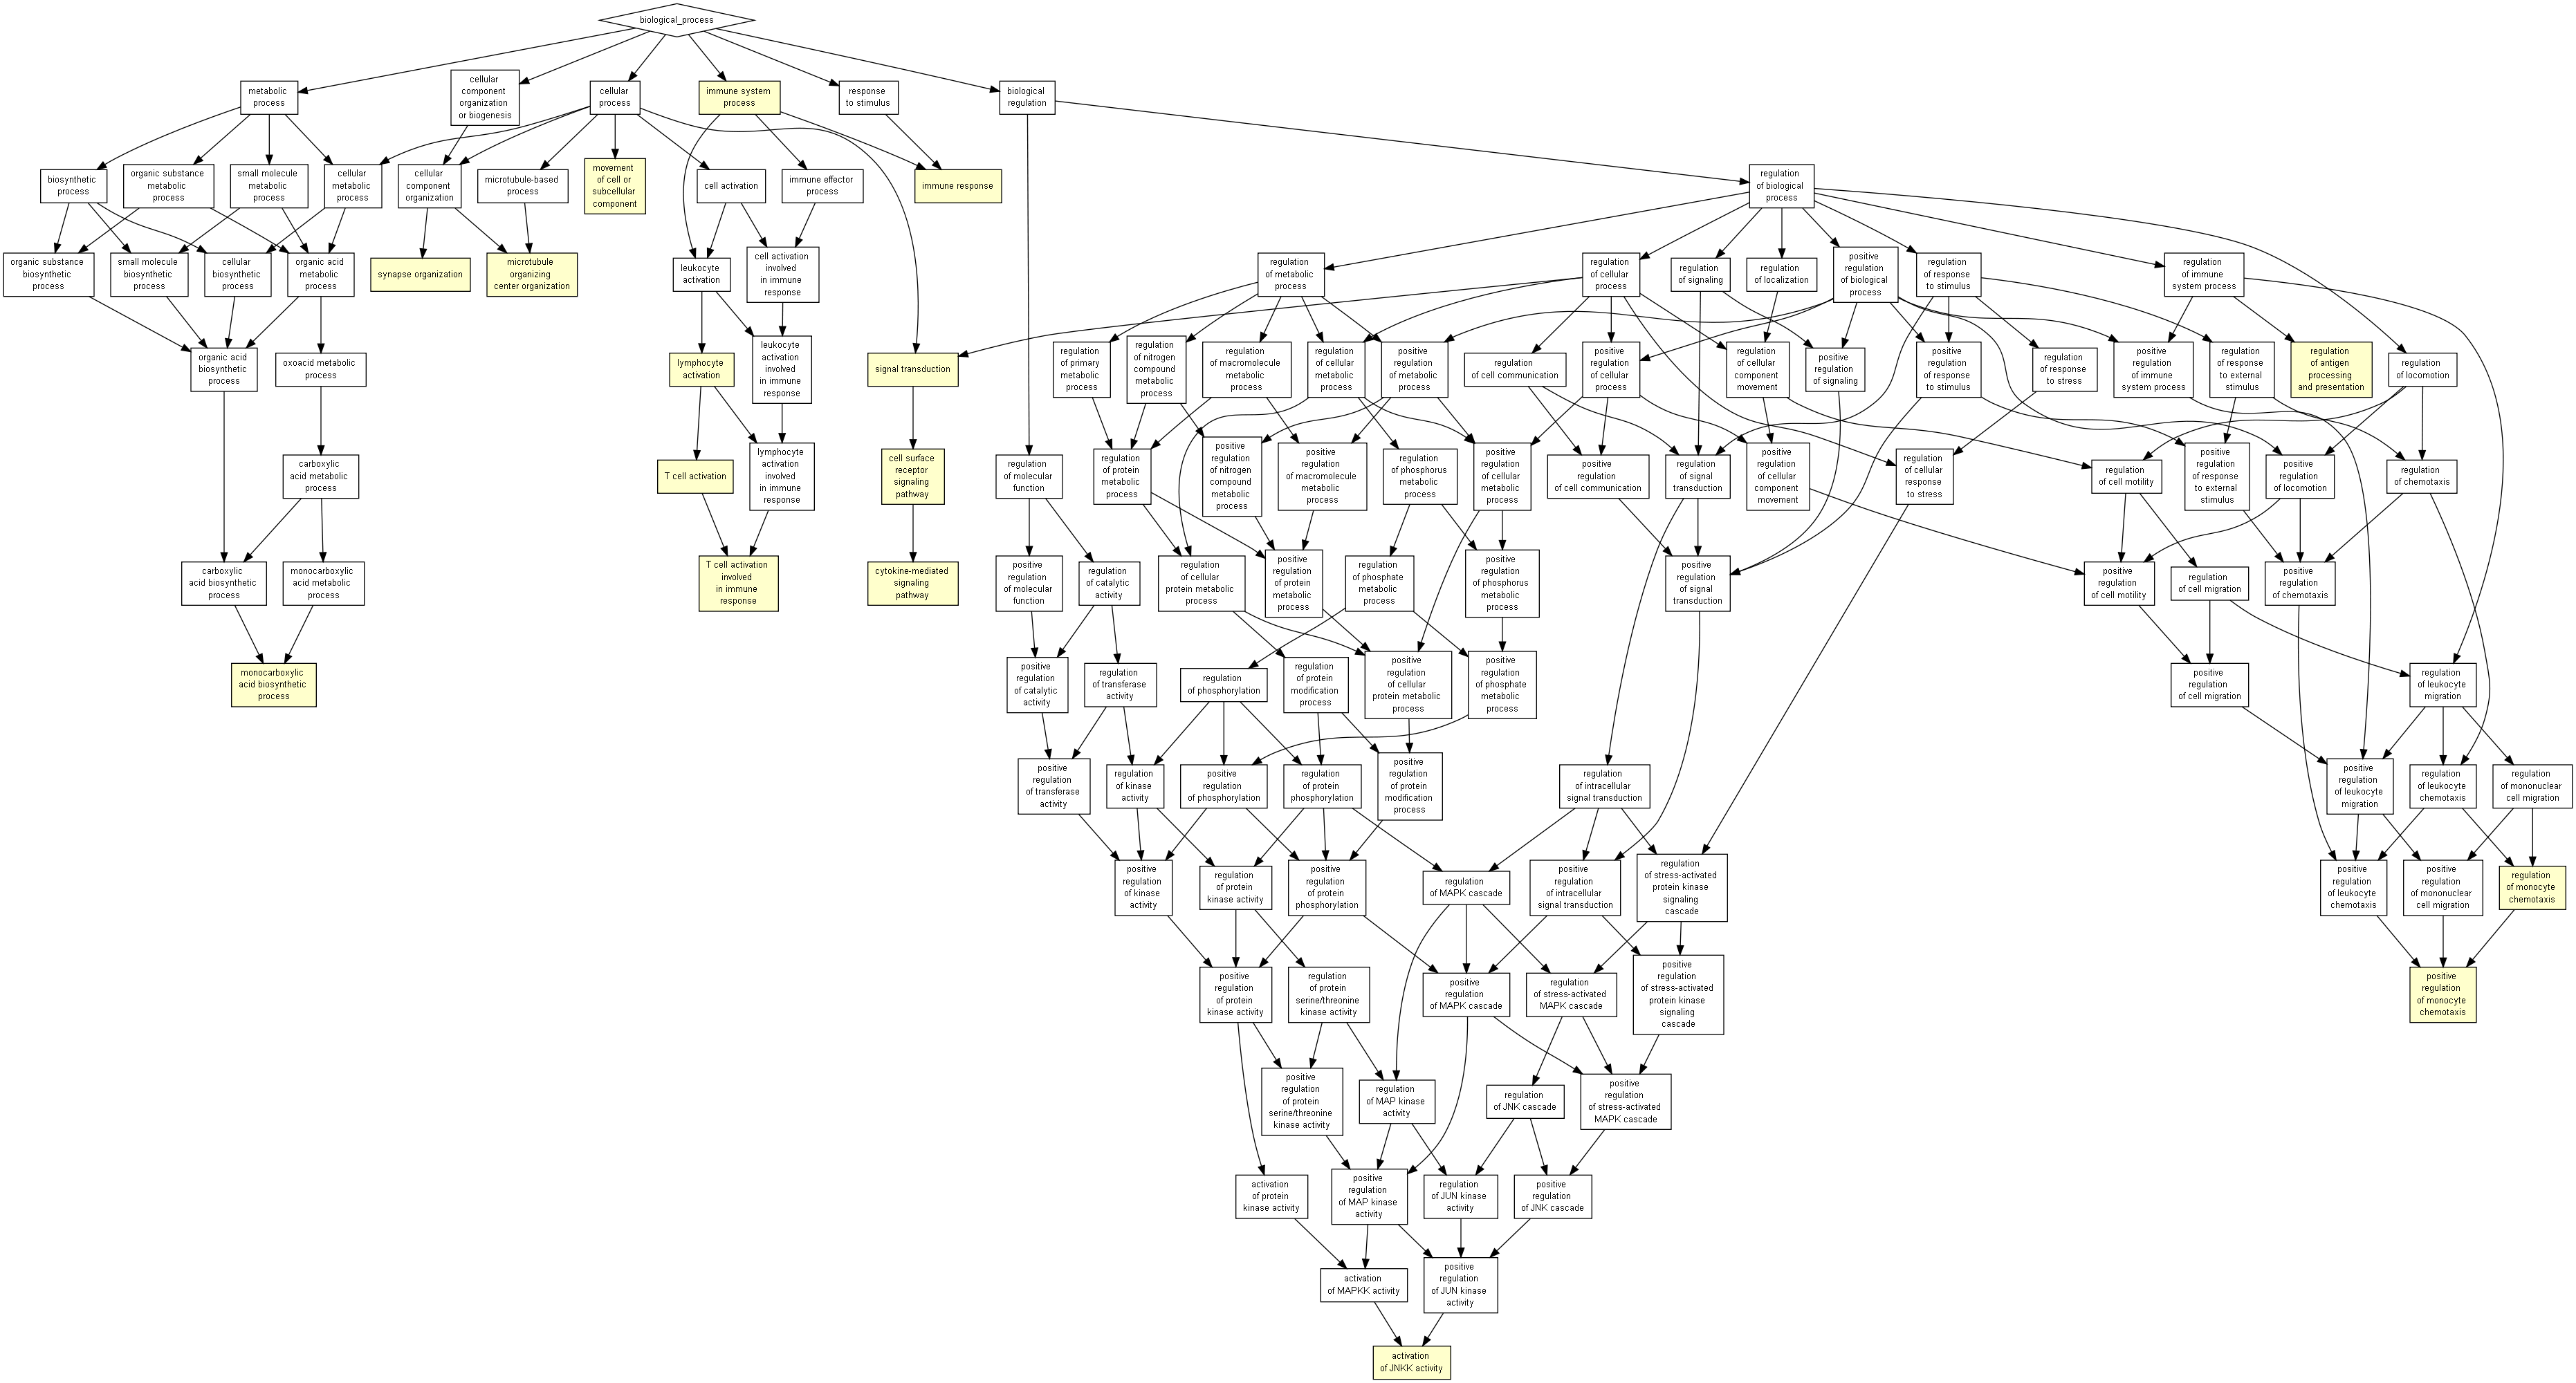 biological_process
metabolic
process
cellular
component
organization
or biogenesis
cellular
process
immune system
process
response
to stimulus
biological
regulation
biosynthetic
process
organic substance
metabolic
process
small molecule
metabolic
process
cellular
metabolic
process
cellular
component
organization
microtubule-based
process
movement
of cell or
subcellular
component
cell activation
immune effector
process
immune response
regulation
of biological
process
organic substance
biosynthetic
process
small molecule
biosynthetic
process
cellular
biosynthetic
process
organic acid
metabolic
process
synapse organization
microtubule
organizing
center organization
leukocyte
activation
cell activation
involved
in immune
response
regulation
of metabolic
process
regulation
of cellular
process
regulation
of signaling
regulation
of localization
positive
regulation
of biological
process
regulation
of response
to stimulus
regulation
of immune
system process
organic acid
biosynthetic
process
oxoacid metabolic
process
lymphocyte
activation
leukocyte
activation
involved
in immune
response
signal transduction
regulation
of primary
metabolic
process
regulation
of nitrogen
compound
metabolic
process
regulation
of macromolecule
metabolic
process
regulation
of cellular
metabolic
process
positive
regulation
of metabolic
process
regulation
of cell communication
positive
regulation
of cellular
process
regulation
of cellular
component
movement
positive
regulation
of signaling
positive
regulation
of response
to stimulus
regulation
of response
to stress
positive
regulation
of immune
system process
regulation
of response
to external
stimulus
regulation
of antigen
processing
and presentation
regulation
of locomotion
carboxylic
acid metabolic
process
T cell activation
lymphocyte
activation
involved
in immune
response
cell surface
receptor
signaling
pathway
regulation
of molecular
function
regulation
of protein
metabolic
process
positive
regulation
of nitrogen
compound
metabolic
process
positive
regulation
of macromolecule
metabolic
process
regulation
of phosphorus
metabolic
process
positive
regulation
of cellular
metabolic
process
positive
regulation
of cell communication
regulation
of signal
transduction
positive
regulation
of cellular
component
movement
regulation
of cellular
response
to stress
regulation
of cell motility
positive
regulation
of response
to external
stimulus
positive
regulation
of locomotion
regulation
of chemotaxis
carboxylic
acid biosynthetic
process
monocarboxylic
acid metabolic
process
T cell activation
involved
in immune
response
cytokine-mediated
signaling
pathway
positive
regulation
of molecular
function
regulation
of catalytic
activity
regulation
of cellular
protein metabolic
process
positive
regulation
of protein
metabolic
process
regulation
of phosphate
metabolic
process
positive
regulation
of phosphorus
metabolic
process
positive
regulation
of signal
transduction
positive
regulation
of cell motility
regulation
of cell migration
positive
regulation
of chemotaxis
monocarboxylic
acid biosynthetic
process
positive
regulation
of catalytic
activity
regulation
of transferase
activity
regulation
of phosphorylation
regulation
of protein
modification
process
positive
regulation
of cellular
protein metabolic
process
positive
regulation
of phosphate
metabolic
process
positive
regulation
of cell migration
regulation
of leukocyte
migration
positive
regulation
of transferase
activity
regulation
of kinase
activity
positive
regulation
of phosphorylation
regulation
of protein
phosphorylation
positive
regulation
of protein
modification
process
regulation
of intracellular
signal transduction
positive
regulation
of leukocyte
migration
regulation
of leukocyte
chemotaxis
regulation
of mononuclear
cell migration
positive
regulation
of kinase
activity
regulation
of protein
kinase activity
positive
regulation
of protein
phosphorylation
regulation
of MAPK cascade
positive
regulation
of intracellular
signal transduction
regulation
of stress-activated
protein kinase
signaling
cascade
positive
regulation
of leukocyte
chemotaxis
positive
regulation
of mononuclear
cell migration
regulation
of monocyte
chemotaxis
positive
regulation
of protein
kinase activity
regulation
of protein
serine/threonine
kinase activity
positive
regulation
of MAPK cascade
regulation
of stress-activated
MAPK cascade
positive
regulation
of stress-activated
protein kinase
signaling
cascade
positive
regulation
of monocyte
chemotaxis
positive
regulation
of protein
serine/threonine
kinase activity
regulation
of MAP kinase
activity
regulation
of JNK cascade
positive
regulation
of stress-activated
MAPK cascade
activation
of protein
kinase activity
positive
regulation
of MAP kinase
activity
regulation
of JUN kinase
activity
positive
regulation
of JNK cascade
activation
of MAPKK activity
positive
regulation
of JUN kinase
activity
activation
of JNKK activity